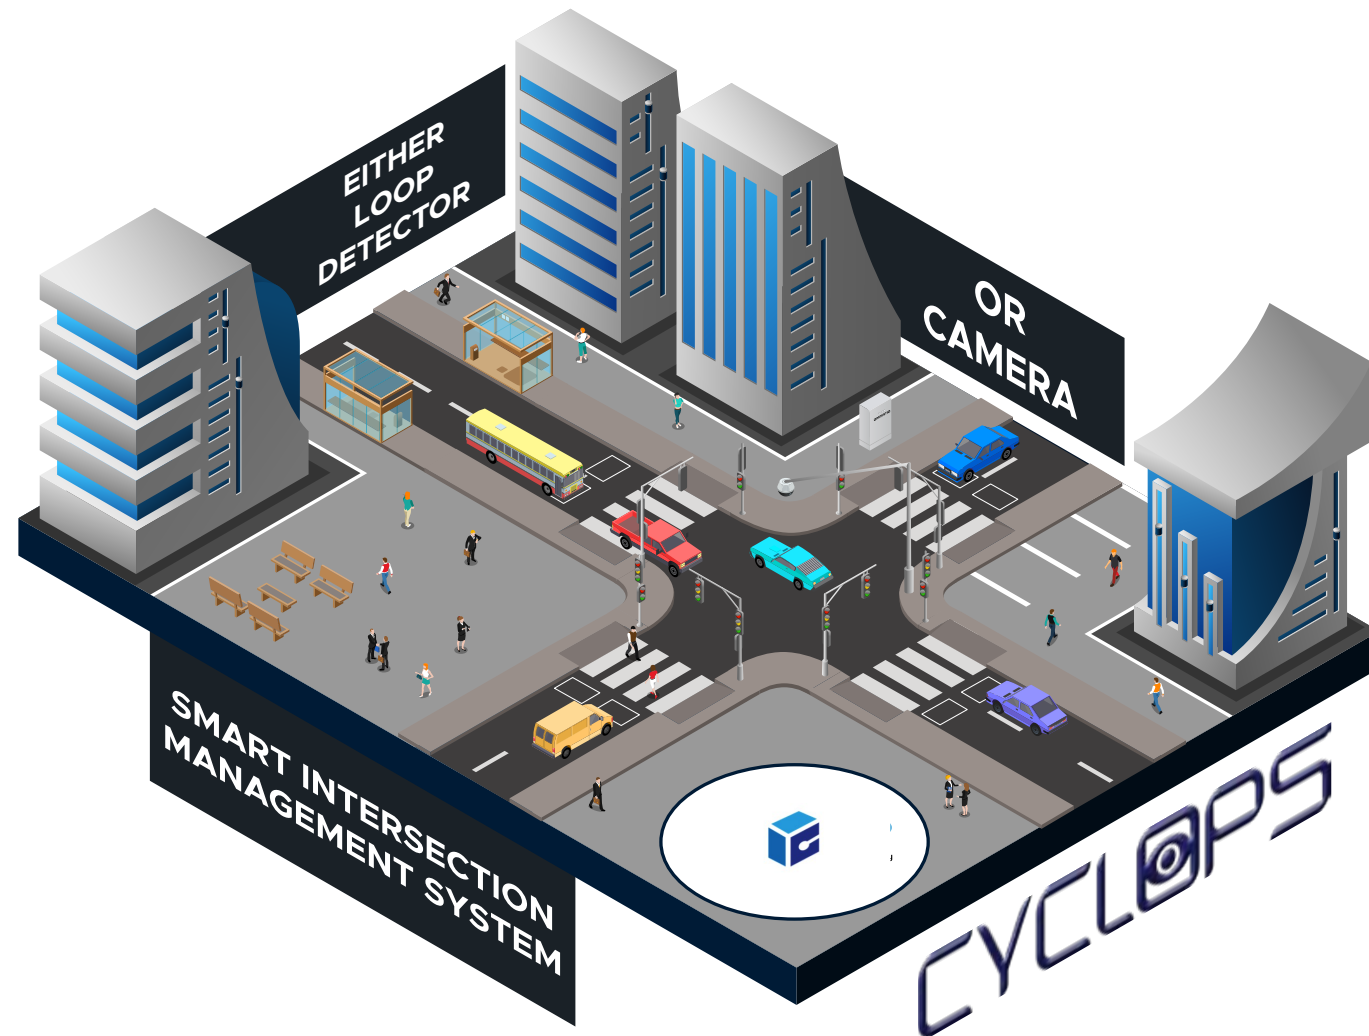 EITHER
LOOP
DETECTOR
OR
CAMERA
SMART INTERSECTION
MANAGEMENT SYSTEM
CYCLOPS